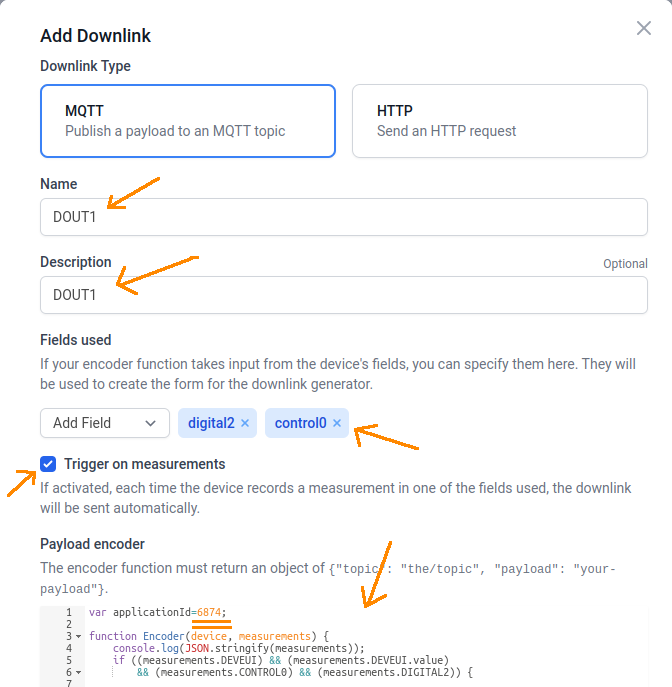 Add Downlink
Downlink Type
MQTT
Publish a payload to an MQTT topic
HTTP
Send an HTTP request
Name
DOUT1
Description
Optional
DOUT1
Fields used
If your encoder function takes input from the device's fields, you can specify them here. They will
be used to create the form for the downlink generator.
Add Field
digital2 ×
control0 ×
Trigger on measurements
If activated, each time the device records a measurement in one of the fields used, the downlink
will be sent automatically.
Payload encoder
The encoder function must return an object of {"topic": "the/topic", "payload": "your-
payload"}.
1 var applicationId=6874;
2
3 function Encoder(device, measurements) {
4 console.log(JSON.stringify(measurements));
5 if ((measurements.DEVEUI) && (measurements.DEVEUI.value)
6 && (measurements.CONTROL0) && (measurements.DIGITAL2)) {
7